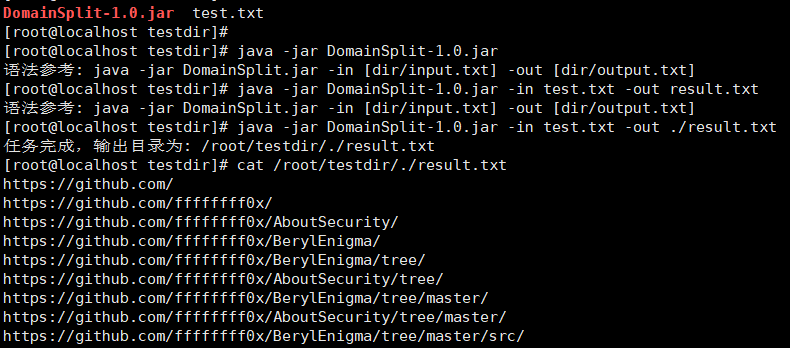 DomainSplit-1.0.jar  test.txt
[root@localhost testdir]#
[root@localhost testdir]# java -jar DomainSplit-1.0.jar
语法参考: java -jar DomainSplit.jar -in [dir/input.txt] -out [dir/output.txt]
[root@localhost testdir]# java -jar DomainSplit-1.0.jar -in test.txt -out result.txt
语法参考: java -jar DomainSplit.jar -in [dir/input.txt] -out [dir/output.txt]
[root@localhost testdir]# java -jar DomainSplit-1.0.jar -in test.txt -out ./result.txt
任务完成，输出目录为: /root/testdir/./result.txt
[root@localhost testdir]# cat /root/testdir/./result.txt
https://github.com/
https://github.com/ffffffff0x/
https://github.com/ffffffff0x/AboutSecurity/
https://github.com/ffffffff0x/BerylEnigma/
https://github.com/ffffffff0x/BerylEnigma/tree/
https://github.com/ffffffff0x/AboutSecurity/tree/
https://github.com/ffffffff0x/BerylEnigma/tree/master/
https://github.com/ffffffff0x/AboutSecurity/tree/master/
https://github.com/ffffffff0x/BerylEnigma/tree/master/src/